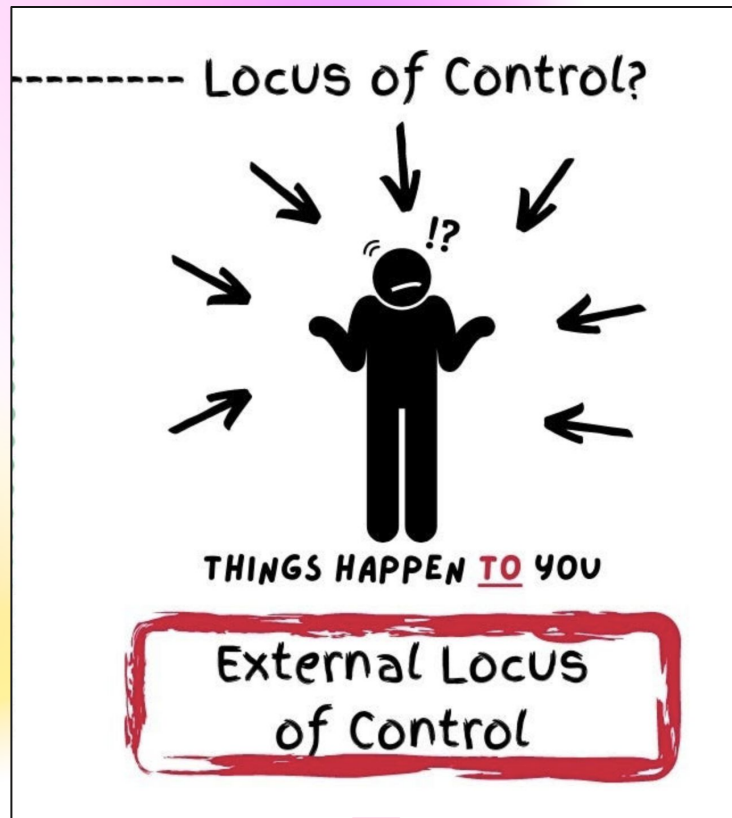 Locus of Control?
!?
THINGS HAPPEN TO YOU
External Locus
of Control